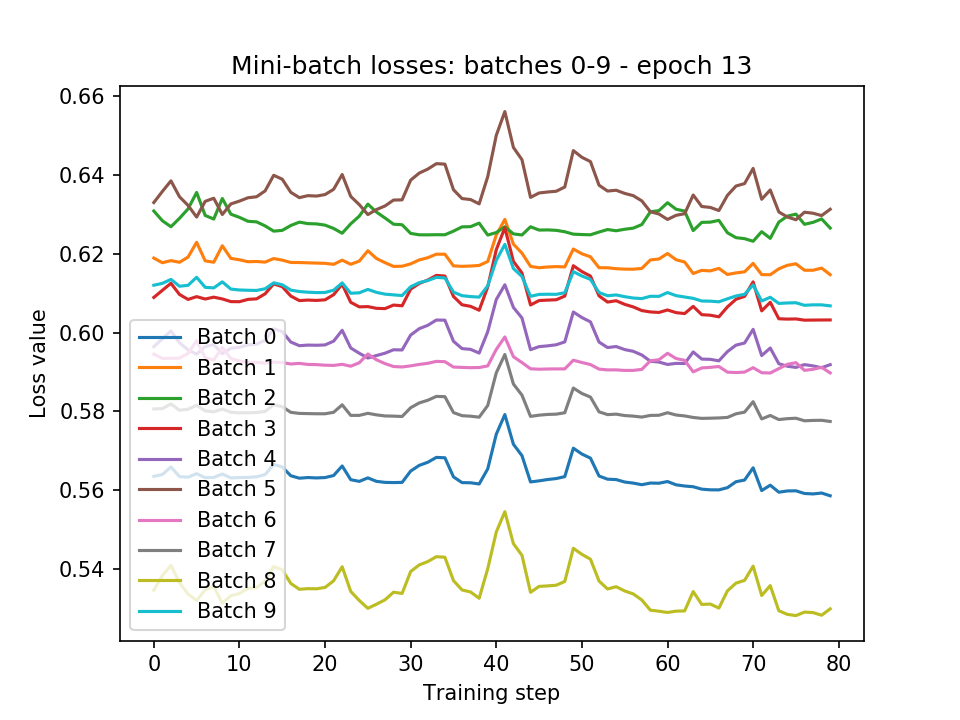 Mini-batch losses: batches 0-9 - epoch 13
0.66
0.64
0.62
0.60
0.58
0.56
0.54
Loss value
Batch 0
Batch 1
Batch 2
Batch 3
Batch 4
Batch 5
Batch 6
Batch 7
Batch 8
Batch 9
0 10 20 30 40 50 60 70 80
Training step